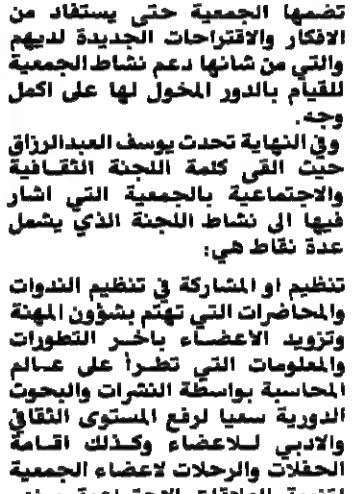 تضمها الجمعية حتى يستفاد من
الافكار والاقتراحات الجديدة لديهم
والتي من شانها دعم نشاط الجمعية
للقيام بالدور المخول لها على اكمل
وجه.
وفي النهاية تحدث يوسف العبدالرزاق
حيث القى كلمة اللجنة الثقافية
والاجتماعية بالجمعية التي اشار
فيها الى نشاط اللجنة الذي يشمل
عدة نقاط هي:
تنظيم او المشاركة في تنظيم الندوات
والمحاضرات التي تهتم بشؤون المهنة
وتزويد الاعضاء باخر التطورات
والمعلومات التي تطرأ على عالم
المحاسبة بواسطة النشرات والبحوث
الدورية سعيا لرفع المستوى الثقافي
والادبي للاعضاء وكذلك اقامة
الحفلات والرحلات لاعضاء الجمعية